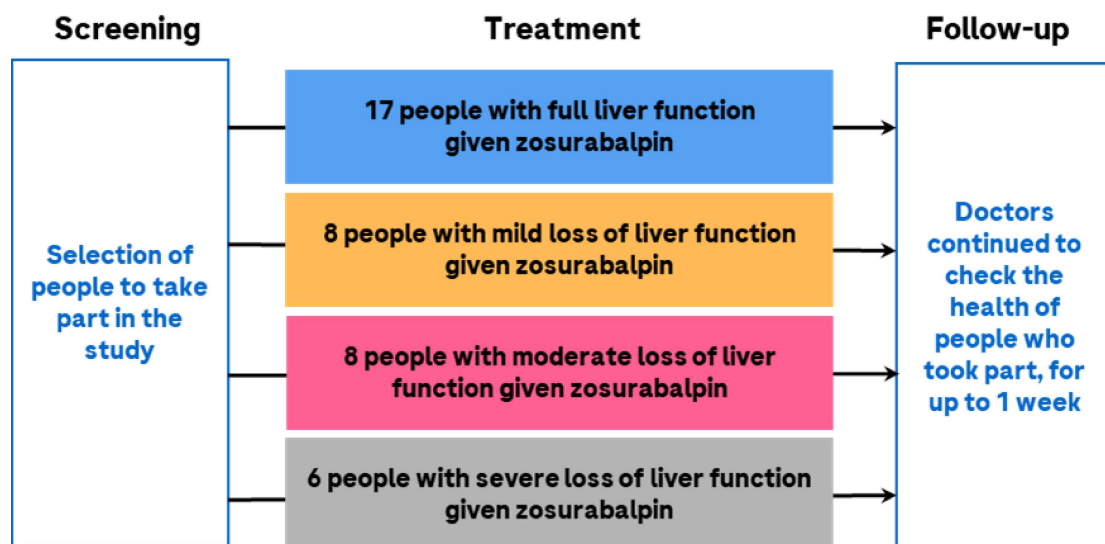 Screening
Treatment
Follow-up
Selection of
people to take
part in the
study
17 people with full liver function
given zosurabalpin
8 people with mild loss of liver function
given zosurabalpin
8 people with moderate loss of liver
function given zosurabalpin
6 people with severe loss of liver function
given zosurabalpin
Doctors
continued to
check the
health of
people who
took part, for
up to 1 week